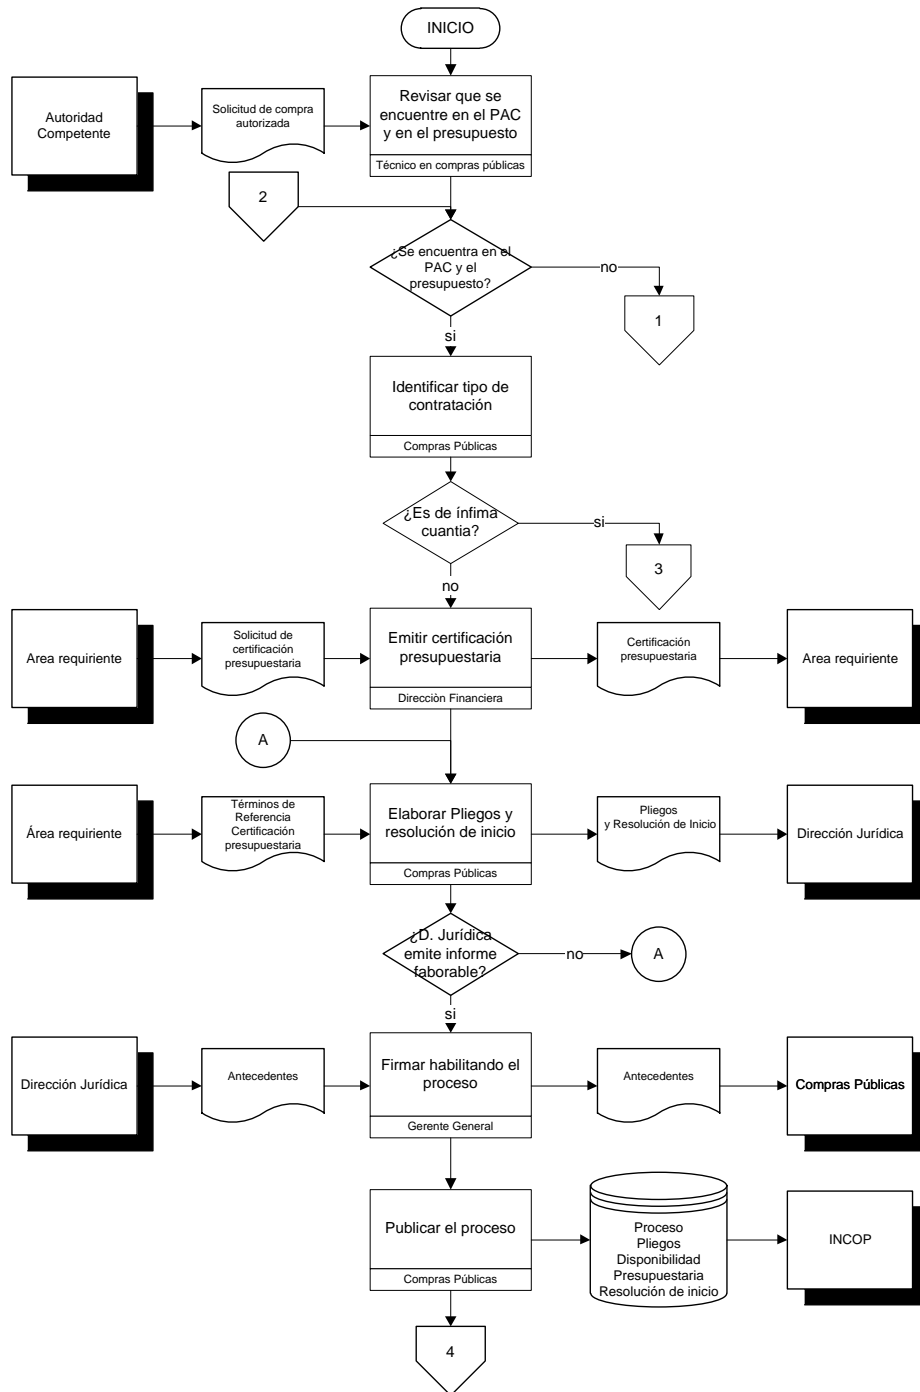 INICIO
Autoridad
Competente
Solicitud de compra
autorizada
Revisar que se
encuentre en el PAC
y en el presupuesto
Técnico en compras públicas
2
¿Se encuentra en el
PAC y el
presupuesto?
no
1
si
Identificar tipo de
contratación
Compras Públicas
¿Es de ínfima
cuantia?
si
3
no
Area requiriente
Solicitud de
certificación
presupuestaria
Emitir certificación
presupuestaria
Direcciòn Financiera
Certificación
presupuestaria
Area requiriente
A
Área requiriente
Términos de
Referencia
Certificación
presupuestaria
Elaborar Pliegos y
resolución de inicio
Compras Públicas
Pliegos
y Resolución de Inicio
Dirección Jurídica
¿D. Jurídica
emite informe
faborable?
no
A
si
Dirección Jurídica
Antecedentes
Firmar habilitando el
proceso
Gerente General
Antecedentes
Compras Públicas
Publicar el proceso
Compras Públicas
Proceso
Pliegos
Disponibilidad
Presupuestaria
Resolución de inicio
INCOP
4